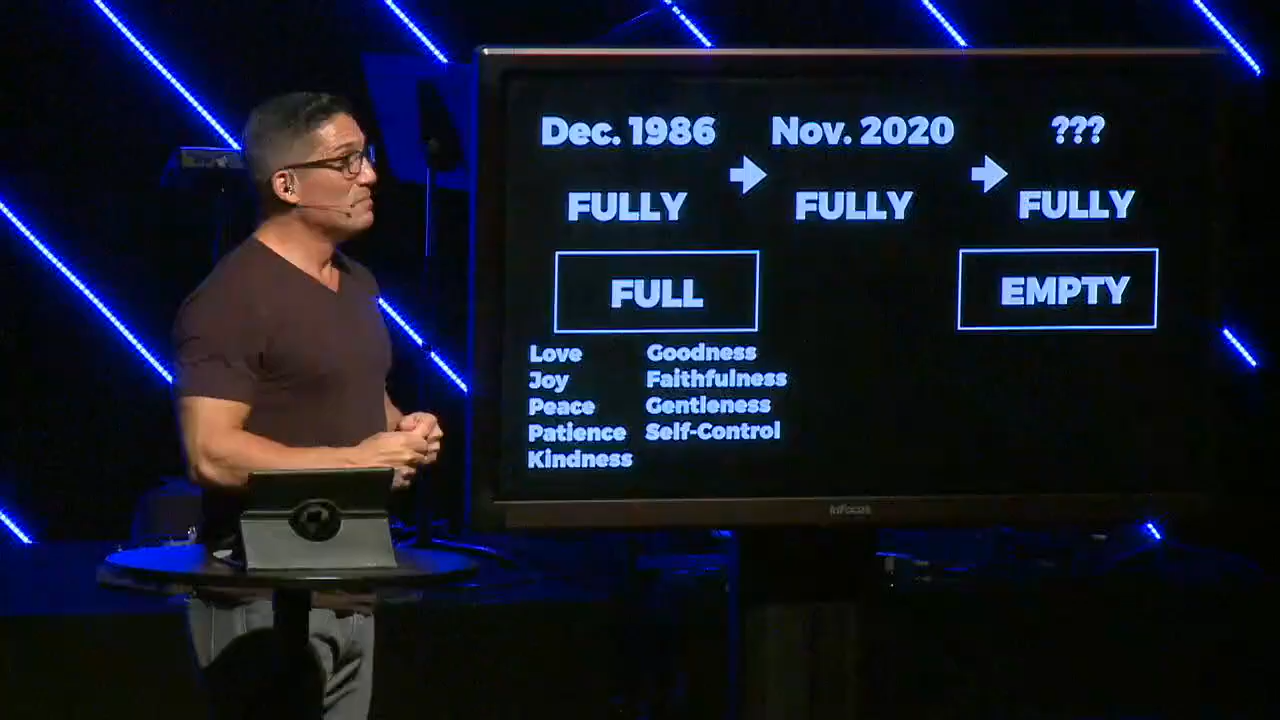 Dec. 1986 Nov. 2020 ???
FULLY FULLY FULLY
FULL EMPTY
Love Goodness
Joy Faithfulness
Peace Gentleness
Patience Self-Control
Kindness
InFocus